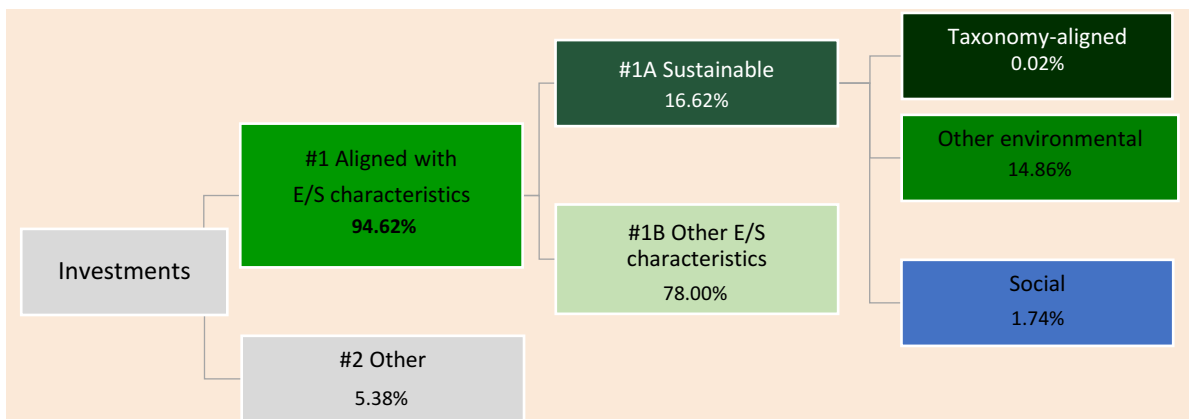 Investments
#1 Aligned with
E/S characteristics
94.62%
#2 Other
5.38%
#1A Sustainable
16.62%
#1B Other E/S
characteristics
78.00%
Taxonomy-aligned
0.02%
Other environmental
14.86%
Social
1.74%